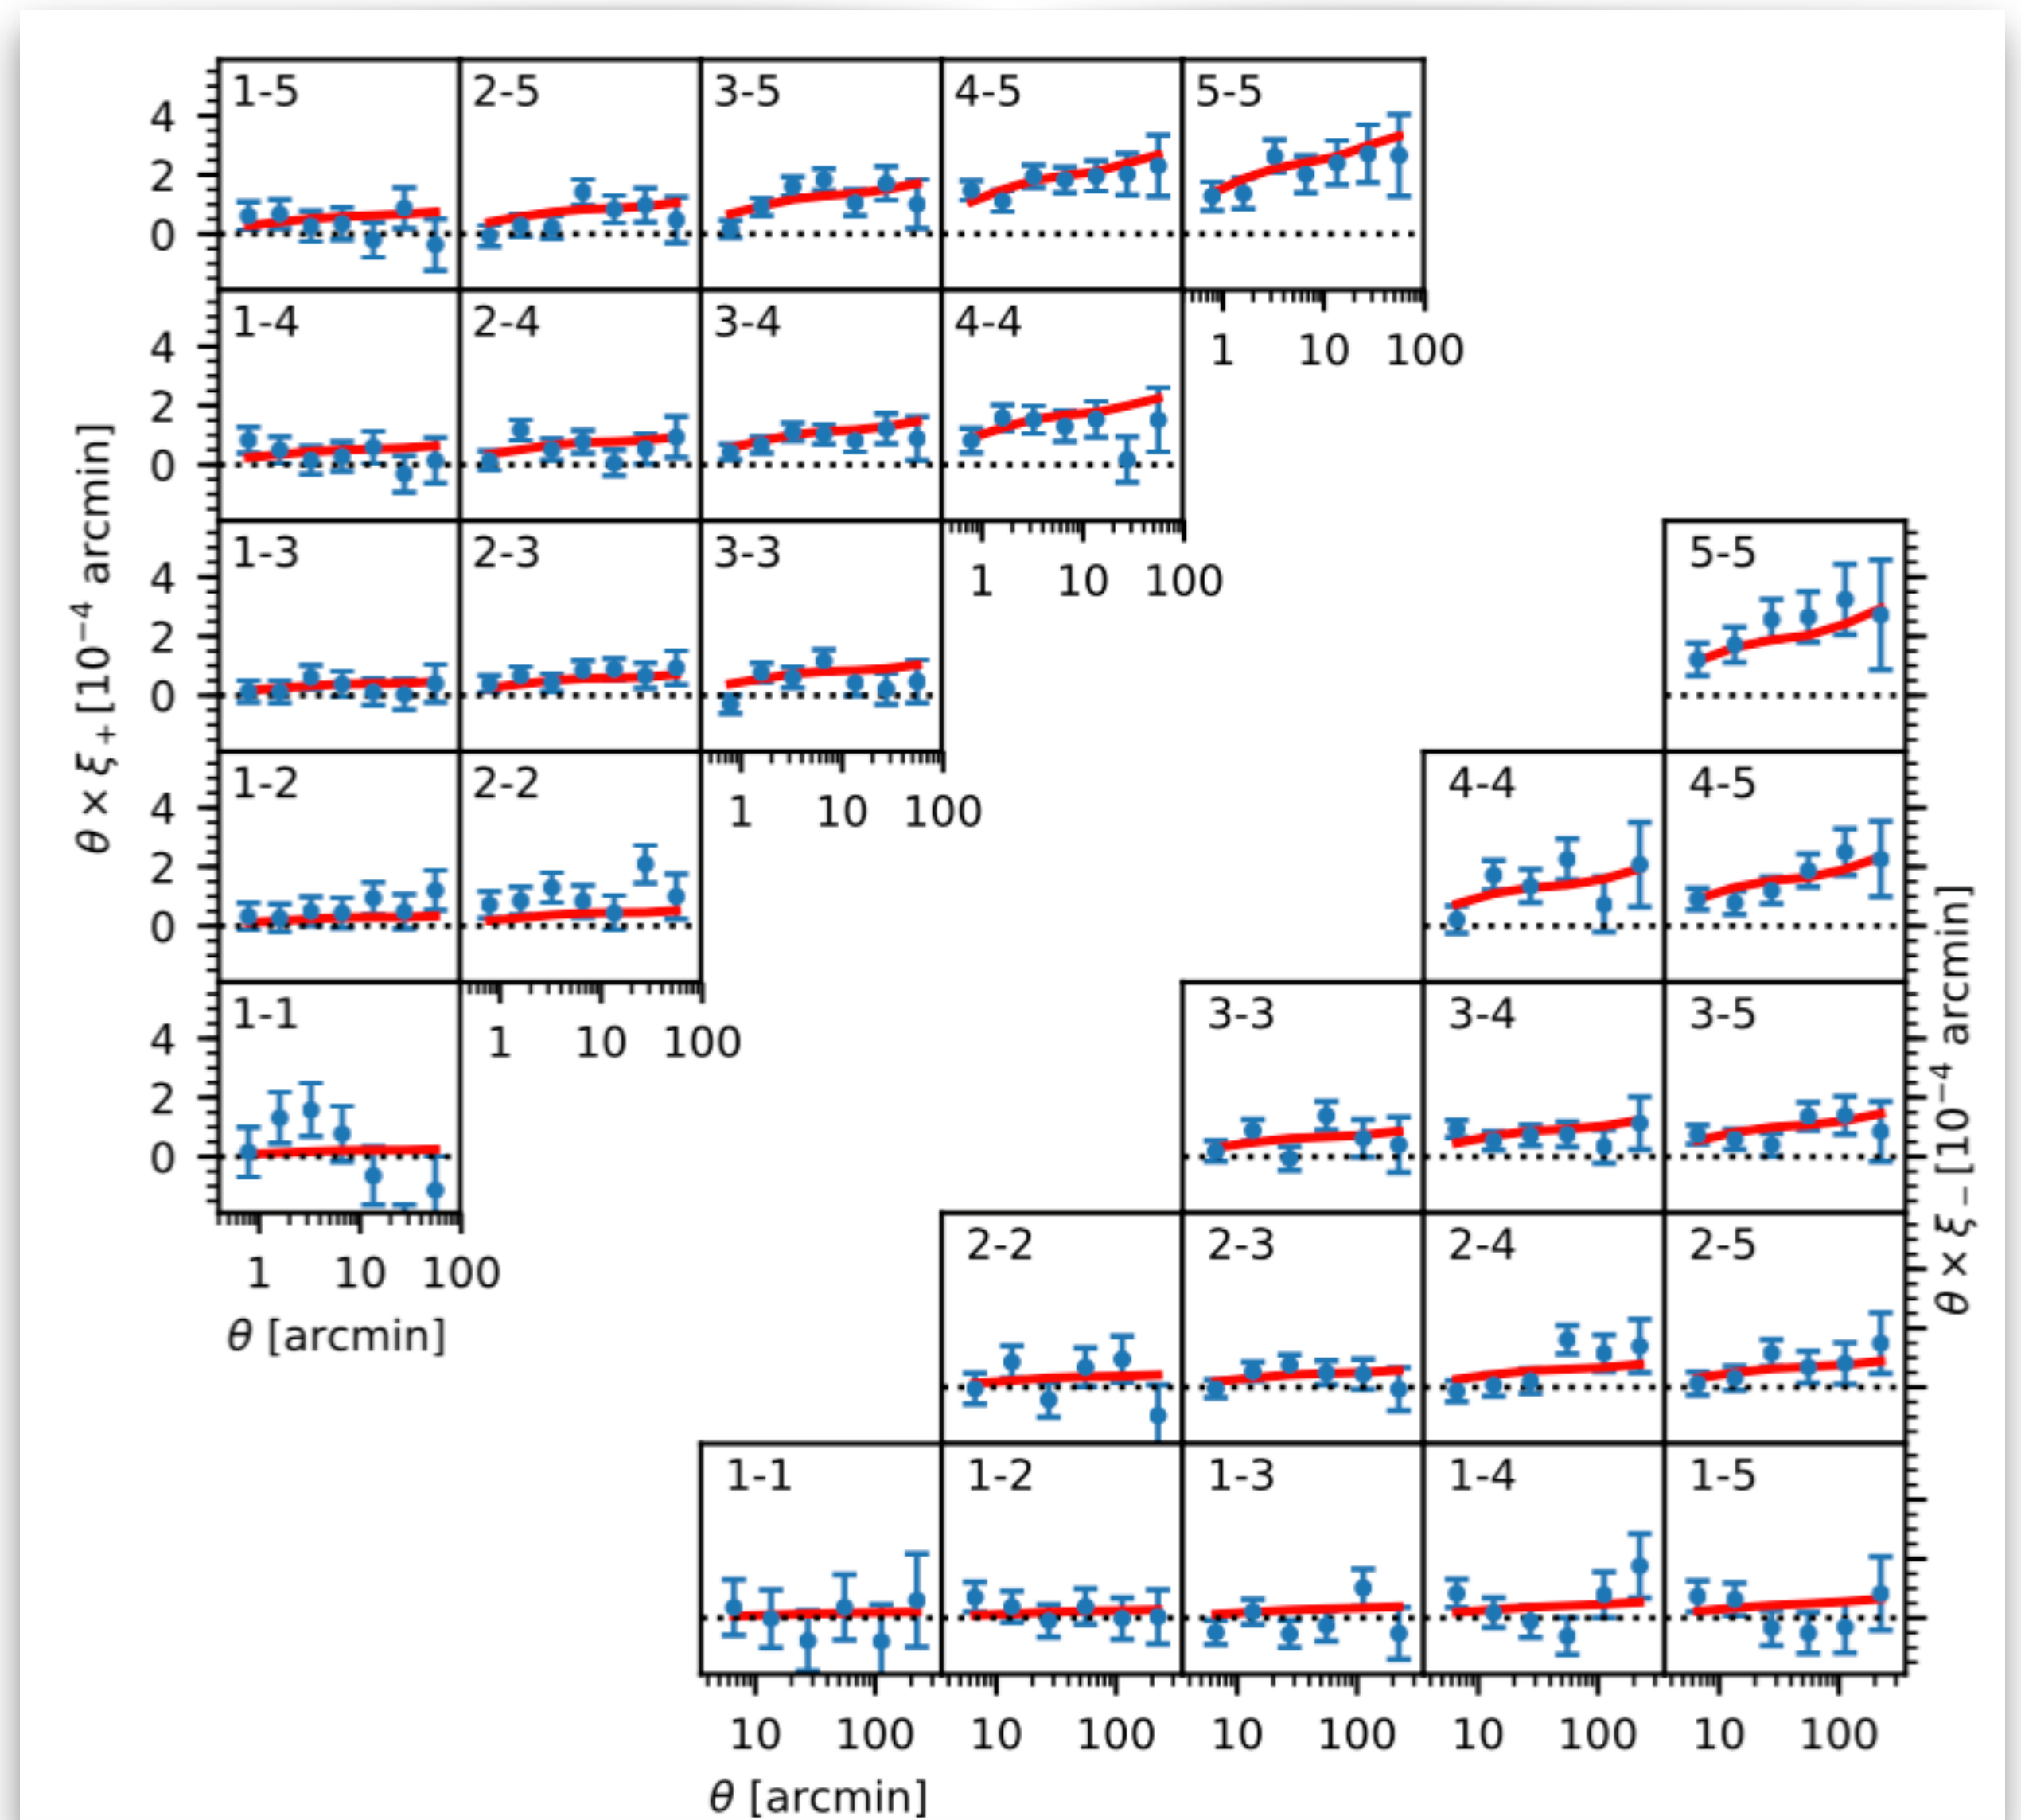 1-5 2-5 3-5 4-5 5-5
4
2
0
1 10 100
1-4 2-4 3-4 4-4
4
2
0
1 10 100
θ × ξ₊ [10⁻⁴ arcmin]
1-3 2-3 3-3 5-5
4
2
0
1 10 100
1-2 2-2 4-4 4-5
4
2
0
1 10 100
1-1 3-3 3-4 3-5
4
2
0
1 10 100
θ [arcmin]
θ × ξ₋ [10⁻⁴ arcmin]
2-2 2-3 2-4 2-5
1-1 1-2 1-3 1-4 1-5
10 100 10 100 10 100 10 100 10 100
θ [arcmin]